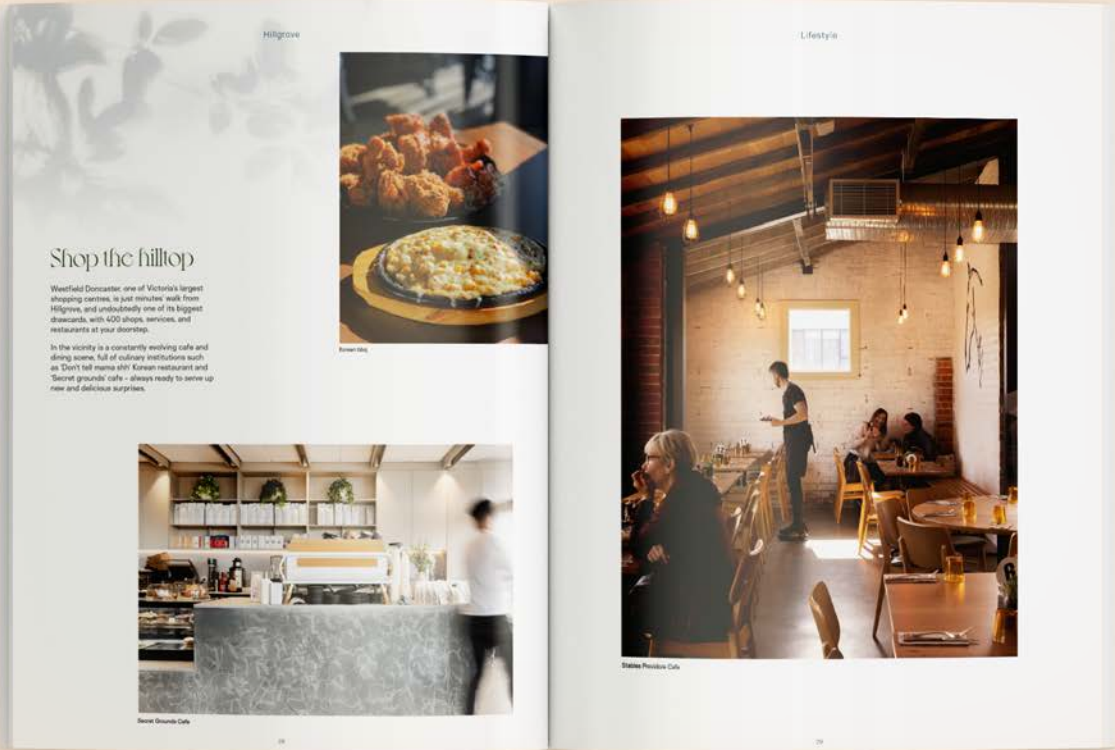 Hillgrove
Shop the hilltop
Westfield Doncaster, one of Victoria's largest
shopping centres, is just minutes' walk from
Hillgrove, and undoubtedly one of its biggest
drawcards, with 400 shops, services, and
restaurants at your doorstep.
In the vicinity is a constantly evolving cafe and
dining scene, full of culinary institutions such
as 'Don't tell mama shh' Korean restaurant and
'Secret grounds' cafe – always ready to serve up
new and delicious surprises.
Secret Grounds Cafe
Lifestyle
Stables Providore Cafe